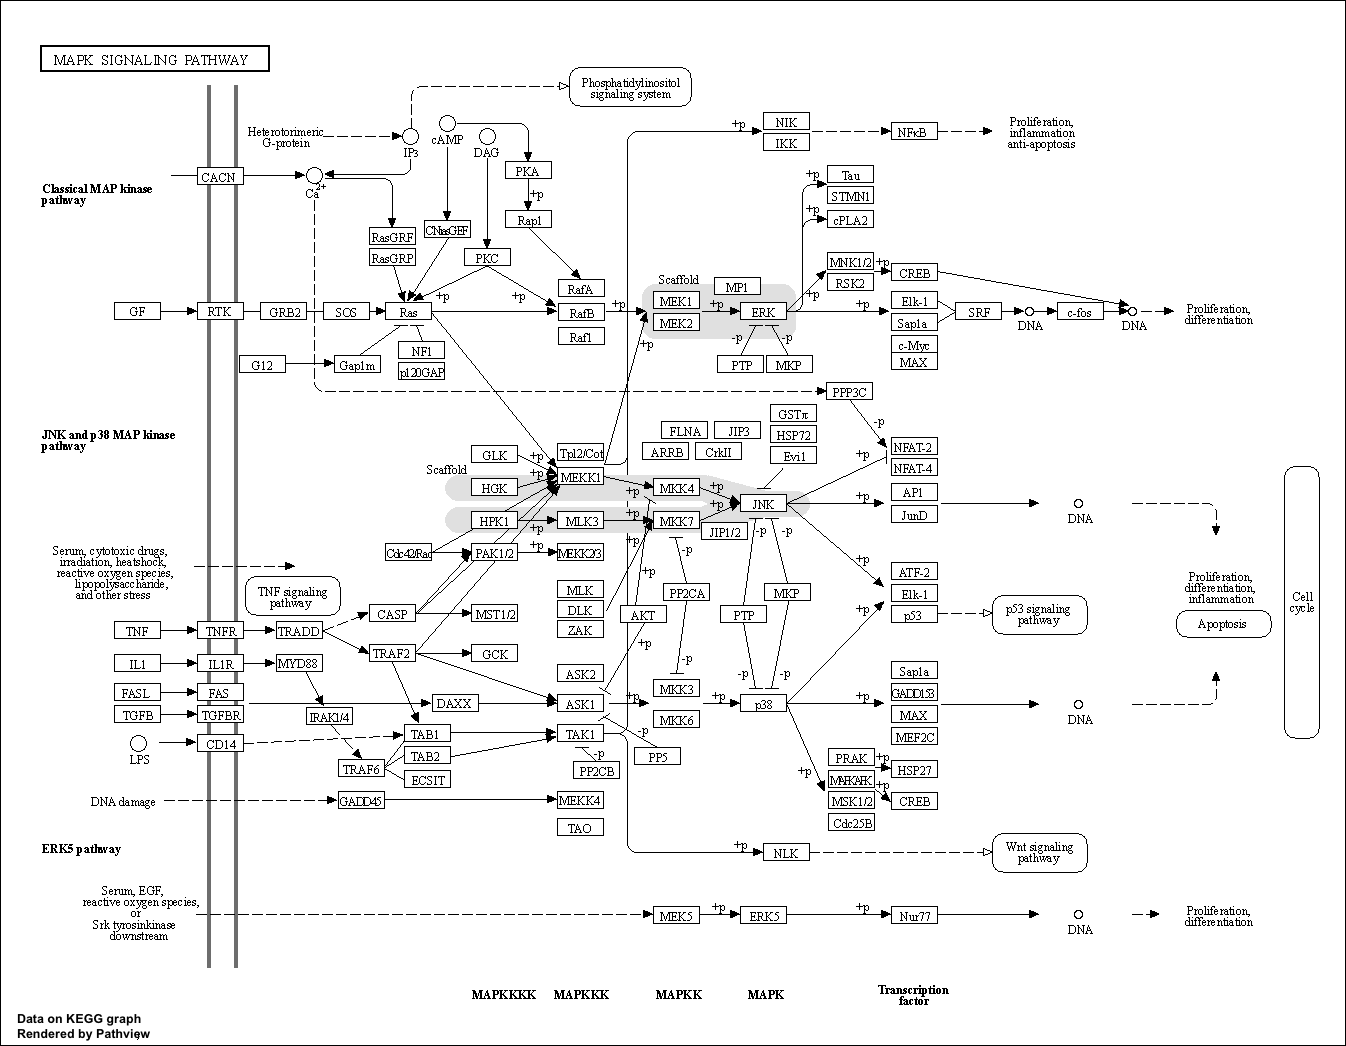 MAPK SIGNALING PATHWAY
Phosphatidylinositol
signaling system
Heterotorimeric
G-protein
IP3
cAMP
DAG
+p
NIK
IKK
NFκB
Proliferation,
inflammation
anti-apoptosis
Classical MAP kinase
pathway
CACN
Ca2+
PKA
+p
Rap1
+p
Tau
STMN1
+p
cPLA2
RasGRF
RasGRP
CNrasGEF
PKC
Scaffold
MP1
+p
MNK1/2
RSK2
+p
CREB
GF
RTK
GRB2
SOS
Ras
+p
+p
RafA
RafB
Raf1
+p
MEK1
MEK2
+p
ERK
+p
Elk-1
Sap1a
c-Myc
MAX
SRF
DNA
c-fos
DNA
Proliferation,
differentiation
G12
Gap1m
NF1
p120GAP
+p
-p
-p
PTP
MKP
PPP3C
-p
JNK and p38 MAP kinase
pathway
Scaffold
GLK
HGK
HPK1
+p
+p
+p
+p
Tpl2/Cot
MEKK1
MLK3
MEKK2/3
MLK
DLK
ZAK
FLNA
JIP3
ARRB
CrkII
GSTπ
HSP72
Evi1
+p
+p
+p
+p
MKK4
MKK7
+p
+p
JIP1/2
JNK
+p
+p
+p
NFAT-2
NFAT-4
AP1
JunD
DNA
Cell
cycle
Cdc42/Rac
PAK1/2
-p
-p
-p
+p
Serum, cytotoxic drugs,
irradiation, heatshock,
reactive oxygen species,
lipopolysaccharide,
and other stress
TNF signaling
pathway
CASP
MST1/2
AKT
PP2CA
PTP
MKP
+p
ATF-2
Elk-1
p53
p53 signaling
pathway
Proliferation,
differentiation,
inflammation
Apoptosis
TNF
TNFR
TRADD
TRAF2
GCK
+p
-p
-p
-p
IL1
IL1R
MYD88
ASK2
FASL
FAS
DAXX
ASK1
+p
MKK3
MKK6
+p
p38
+p
Sap1a
GADD153
MAX
MEF2C
DNA
TGFB
TGFBR
IRAK1/4
LPS
CD14
TAB1
TAK1
-p
-p
PP5
TRAF6
TAB2
ECSIT
PP2CB
+p
PRAK
MAPKAPK
MSK1/2
Cdc25B
+p
+p
HSP27
CREB
DNA damage
GADD45
MEKK4
TAO
ERK5 pathway
+p
NLK
Wnt signaling
pathway
Serum, EGF,
reactive oxygen species,
or
Srk tyrosinkinase
downstream
MEK5
+p
ERK5
+p
Nur77
DNA
Proliferation,
differentiation
MAPKKKK
MAPKKK
MAPKK
MAPK
Transcription
factor
Data on KEGG graph
Rendered by Pathview